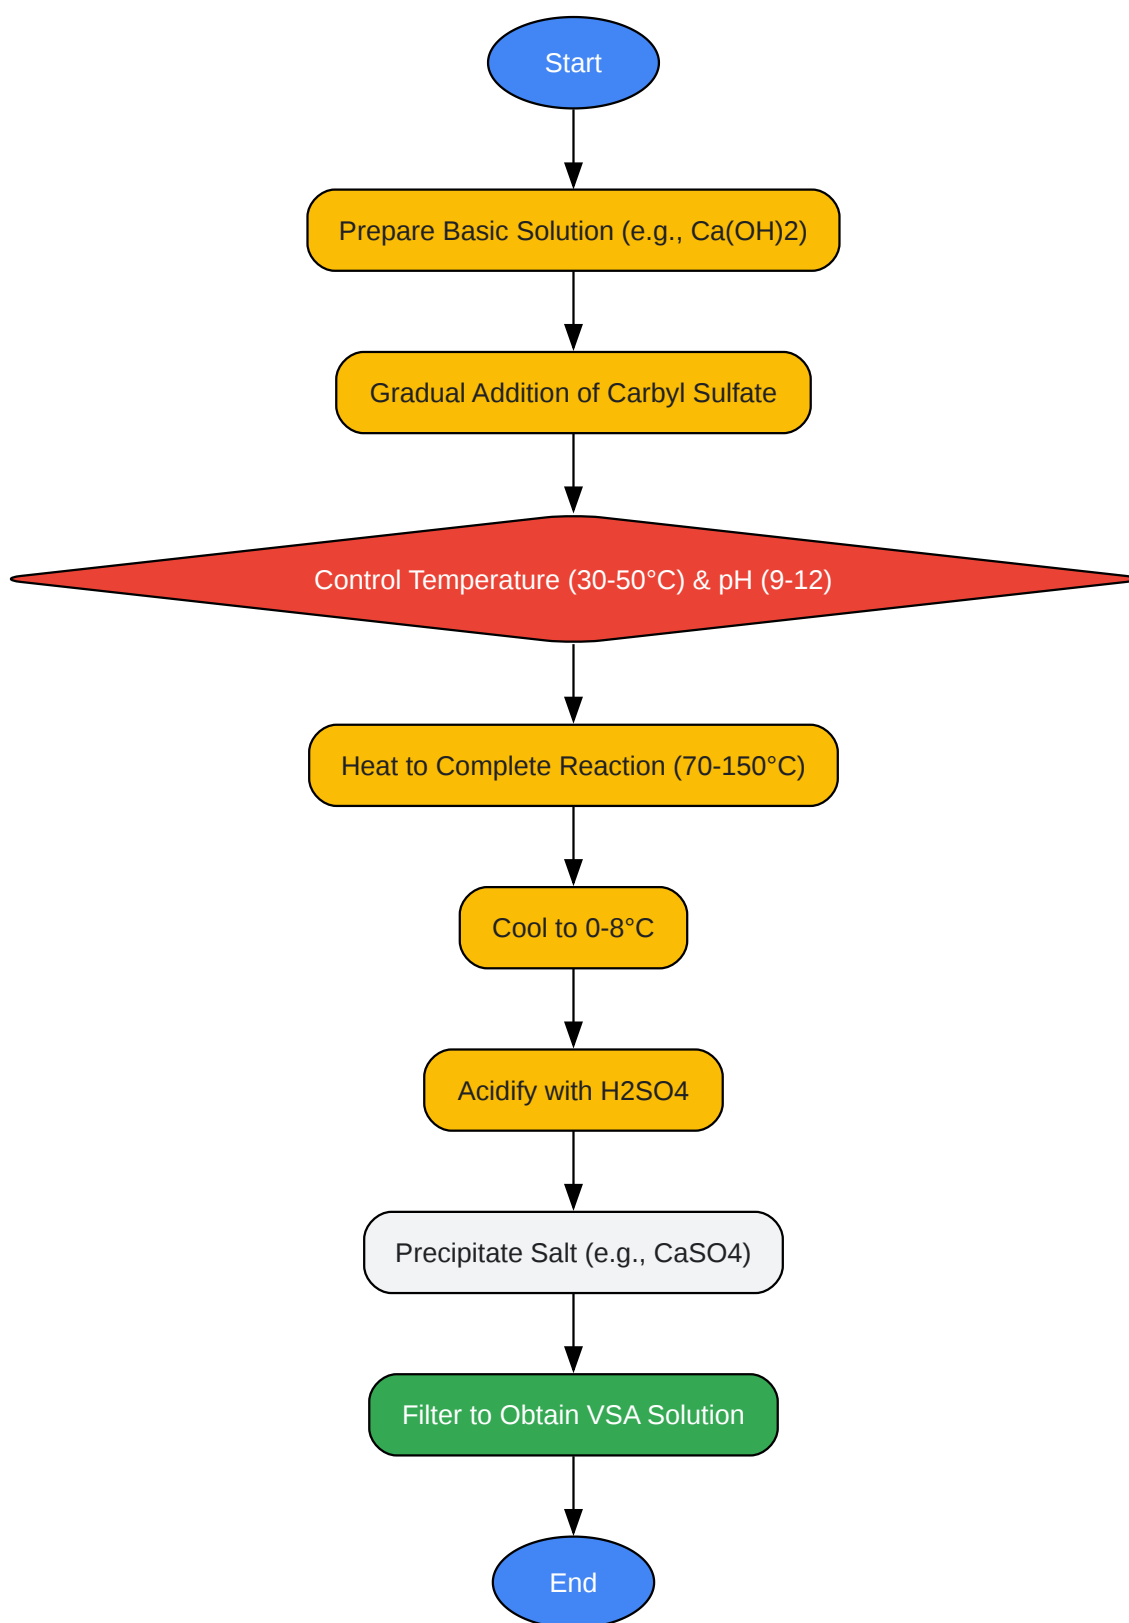 Start
Prepare Basic Solution (e.g., Ca(OH)2)
Gradual Addition of Carbyl Sulfate
Control Temperature (30-50°C) & pH (9-12)
Heat to Complete Reaction (70-150°C)
Cool to 0-8°C
Acidify with H2SO4
Precipitate Salt (e.g., CaSO4)
Filter to Obtain VSA Solution
End